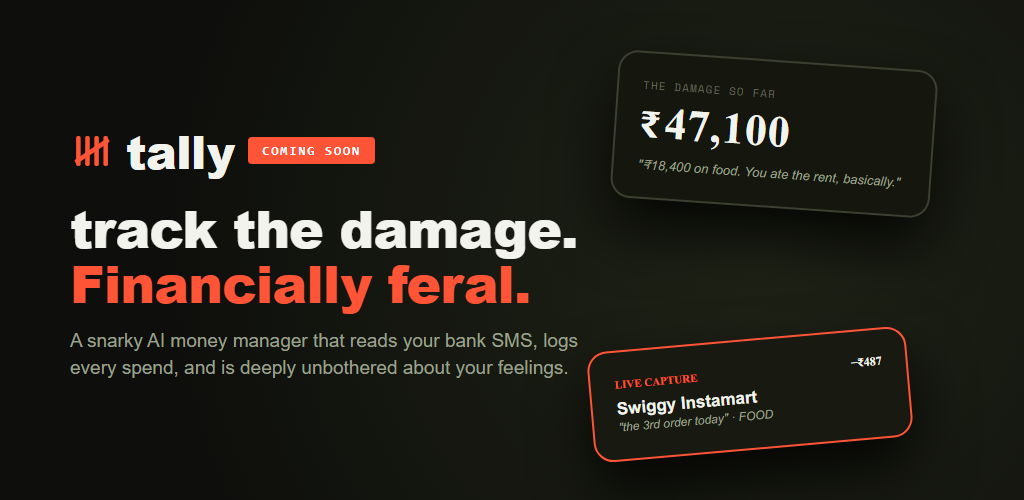 tally
COMING SOON
track the damage.
Financially feral.
A snarky AI money manager that reads your bank SMS, logs
every spend, and is deeply unbothered about your feelings.
THE DAMAGE SO FAR
₹47,100
"₹18,400 on food. You ate the rent, basically."
LIVE CAPTURE
−₹487
Swiggy Instamart
"the 3rd order today" · FOOD